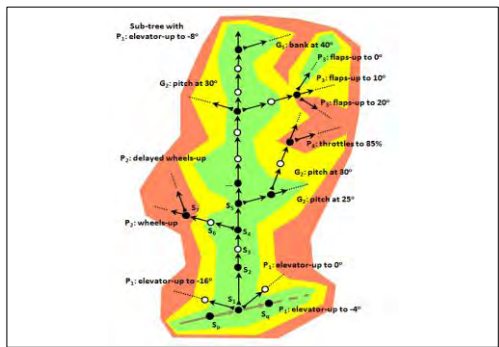 Sub-tree with
P1: elevator-up to -8°
G1: bank at 40°
P3: flaps-up to 0°
G2: pitch at 30°
P3: flaps-up to 10°
P3: flaps-up to 20°
P4: throttles to 85%
P2: delayed wheels-up
G2: pitch at 30°
G2: pitch at 25°
S7
S5
P2: wheels-up
S6
S4
S3
S2
P1: elevator-up to 0°
P1: elevator-up to -16°
S1
P1: elevator-up to -4°
Sp
Sq